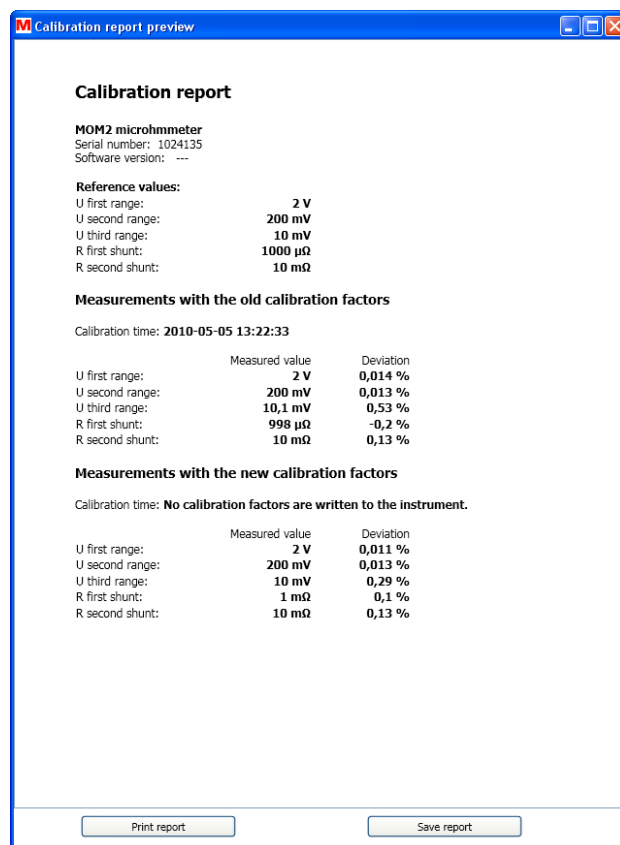 M Calibration report preview
Calibration report
MOM2 microhmmeter
Serial number: 1024135
Software version: ---
Reference values:
U first range: 2 V
U second range: 200 mV
U third range: 10 mV
R first shunt: 1000 µΩ
R second shunt: 10 mΩ
Measurements with the old calibration factors
Calibration time: 2010-05-05 13:22:33
Measured value Deviation
U first range: 2 V 0,014 %
U second range: 200 mV 0,013 %
U third range: 10,1 mV 0,53 %
R first shunt: 998 µΩ -0,2 %
R second shunt: 10 mΩ 0,13 %
Measurements with the new calibration factors
Calibration time: No calibration factors are written to the instrument.
Measured value Deviation
U first range: 2 V 0,011 %
U second range: 200 mV 0,013 %
U third range: 10 mV 0,29 %
R first shunt: 1 mΩ 0,1 %
R second shunt: 10 mΩ 0,13 %
Print report Save report